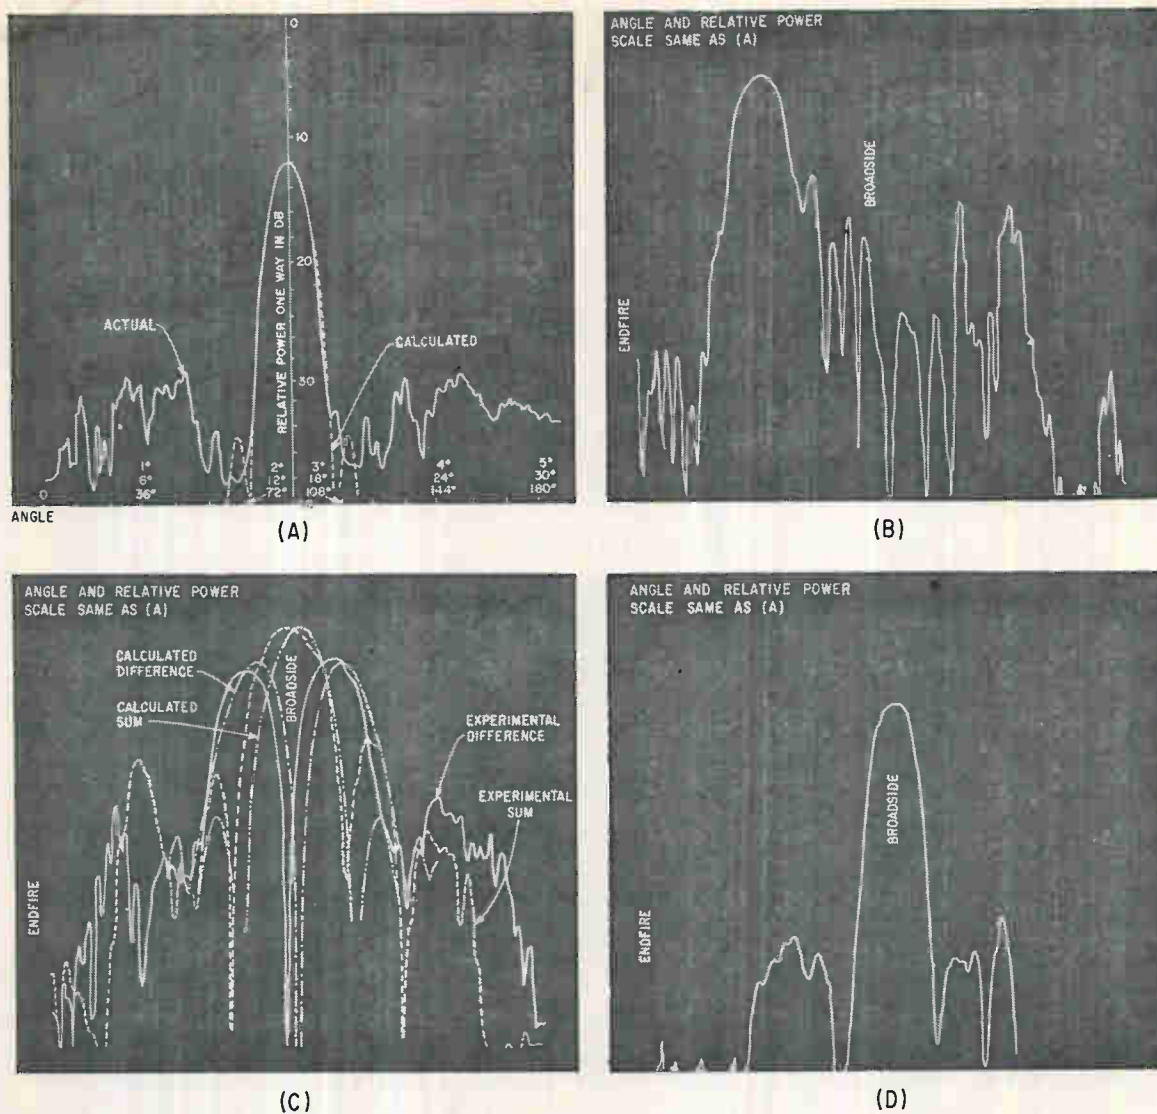 0
10
20
30
RELATIVE POWER ONE WAY IN DB
ACTUAL
CALCULATED
1° 2° 3° 4° 5°
6° 12° 18° 24° 30°
0 36° 72° 108° 144° 180°
ANGLE
(A)
ANGLE AND RELATIVE POWER
SCALE SAME AS (A)
ENDFIRE
BROADSIDE
(B)
ANGLE AND RELATIVE POWER
SCALE SAME AS (A)
CALCULATED
DIFFERENCE
CALCULATED
SUM
BROADSIDE
EXPERIMENTAL
DIFFERENCE
EXPERIMENTAL
SUM
ENDFIRE
(C)
ANGLE AND RELATIVE POWER
SCALE SAME AS (A)
BROADSIDE
ENDFIRE
(D)